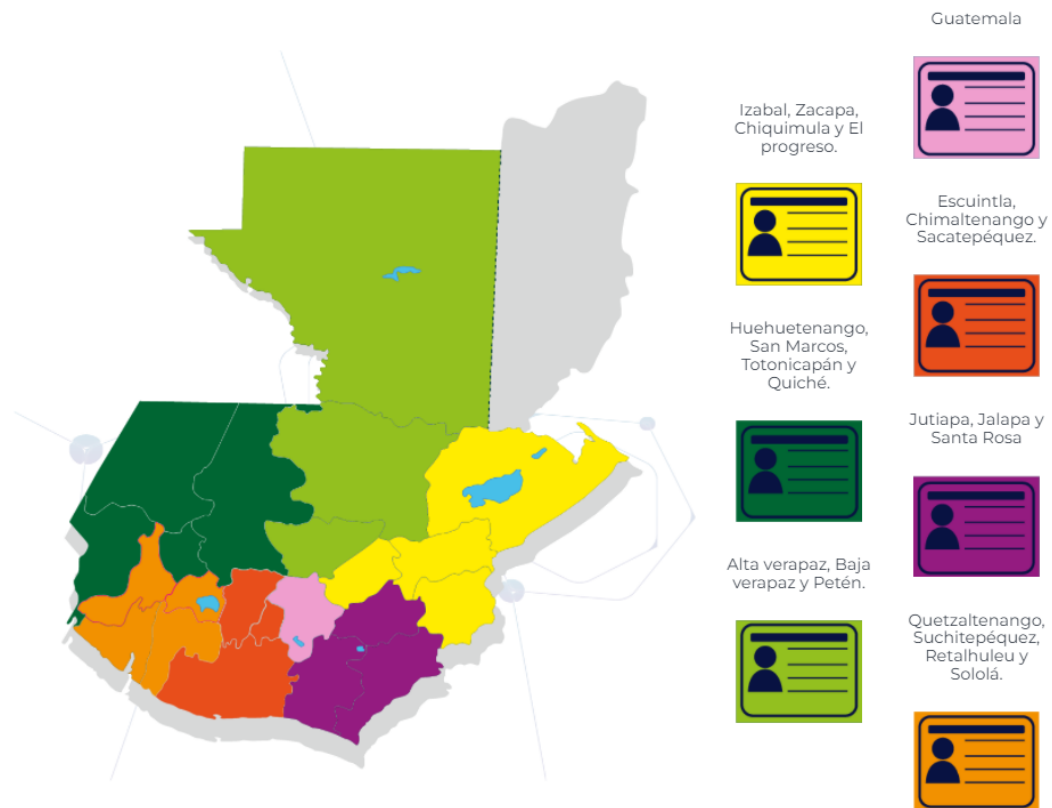 Guatemala
Izabal, Zacapa,
Chiquimula y El
progreso.
Escuintla,
Chimaltenango y
Sacatepéquez.
Huehuetenango,
San Marcos,
Totonicapán y
Quiché.
Jutiapa, Jalapa y
Santa Rosa
Alta verapaz, Baja
verapaz y Petén.
Quetzaltenango,
Suchitepéquez,
Retalhuleu y
Sololá.